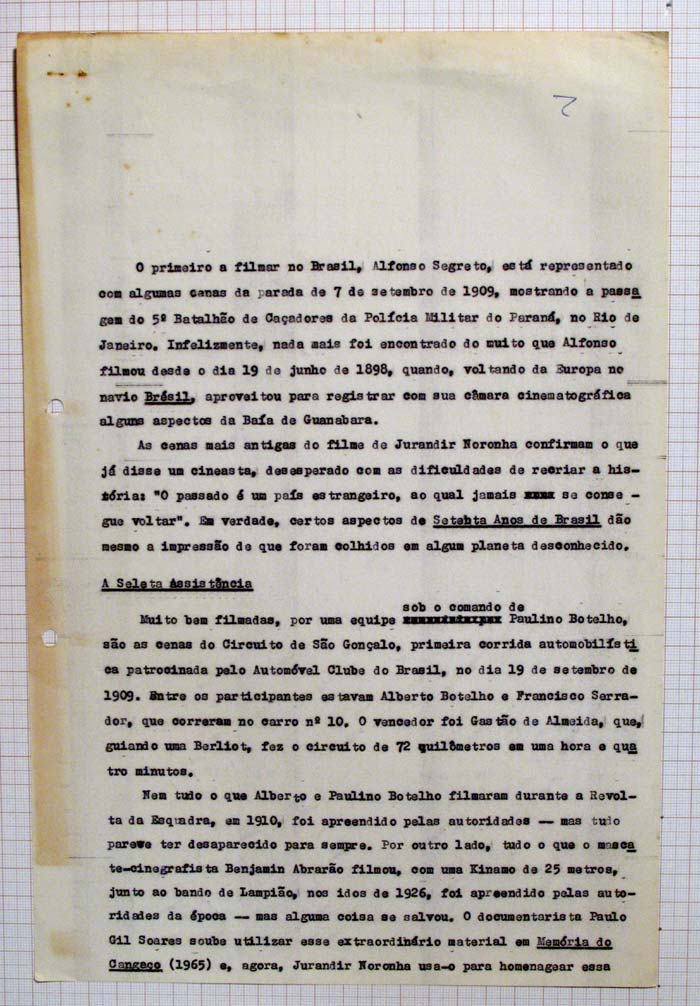 2
O primeiro a filmar no Brasil, Alfonso Segreto, está representado
com algumas cenas da parada de 7 de setembro de 1909, mostrando a passa
gem do 5º Batalhão de Caçadores da Polícia Militar do Paraná, no Rio de
Janeiro. Infelizmente, nada mais foi encontrado do muito que Alfonso
filmou desde o dia 19 de junho de 1898, quando, voltando da Europa no
navio Brésil, aproveitou para registrar com sua câmara cinematográfica
alguns aspectos da Baía de Guanabara.
As cenas mais antigas do filme de Jurandir Noronha confirmam o que
já disse um cineasta, desesperado com as dificuldades de recriar a his-
tória: "O passado é um país estrangeiro, ao qual jamais se conse -
gue voltar". Em verdade, certos aspectos de Setehta Anos de Brasil dão
mesmo a impressão de que foram colhidos em algum planeta desconhecido.
A Seleta Assistência
sob o comando de
Muito bem filmadas, por uma equipe Paulino Botelho,
são as cenas do Circuito de São Gonçalo, primeira corrida automobilísti
ca patrocinada pelo Automóvel Clube do Brasil, no dia 19 de setembro de
1909. Entre os participantes estavam Alberto Botelho e Francisco Serra-
dor, que correram no carro nº 10. O vencedor foi Gastão de Almeida, que,
guiando uma Berliot, fez o circuito de 72 quilômetros em uma hora e qua
tro minutos.
Nem tudo o que Alberto e Paulino Botelho filmaram durante a Revol-
ta da Esquadra, em 1910, foi apreendido pelas autoridades — mas tudo
pareve ter desaparecido para sempre. Por outro lado, tudo o que o masca
te-cinegrafista Benjamin Abrarão filmou, com uma Kinamo de 25 metros,
junto ao bando de Lampião, nos idos de 1926, foi apreendido pelas auto-
ridades da época — mas alguma coisa se salvou. O documentarista Paulo
Gil Soares soube utilizar esse extraordinário material em Memória do
Cangaço (1965) e, agora, Jurandir Noronha usa-o para homenagear essa